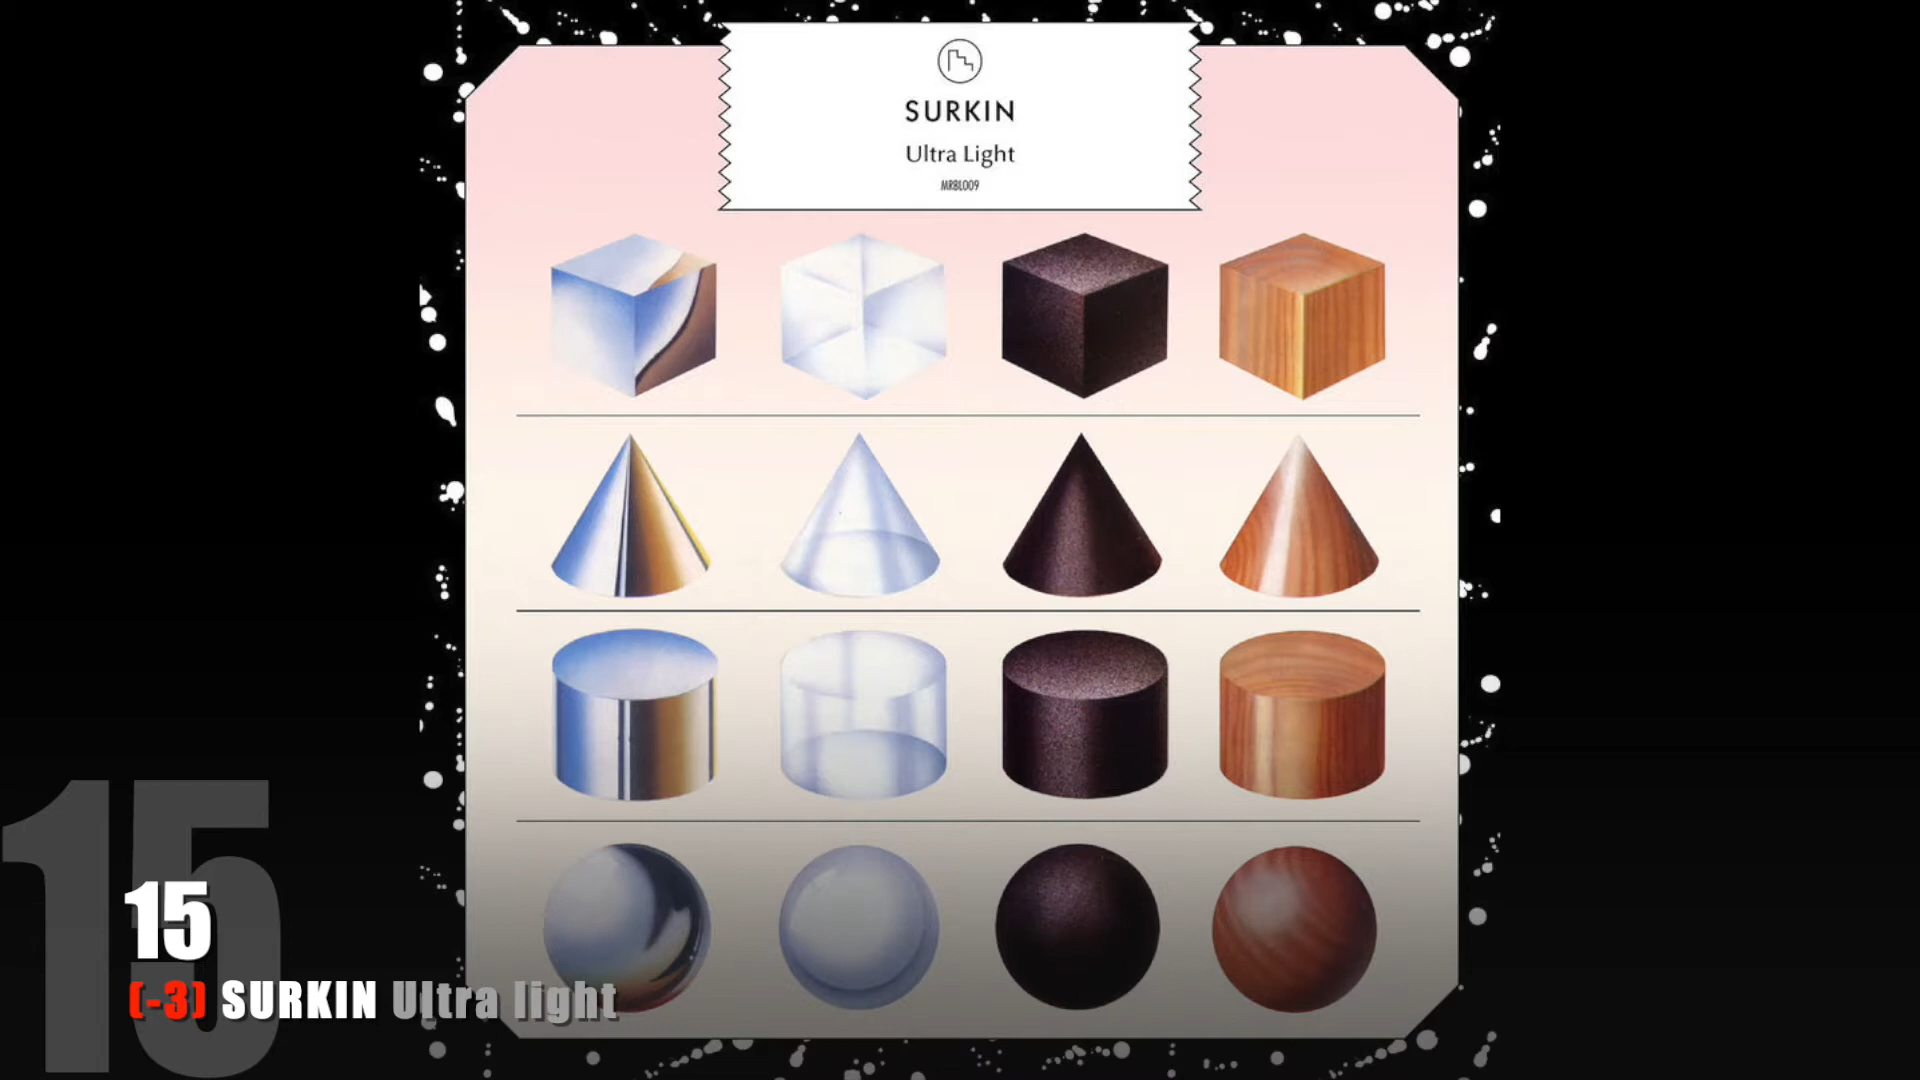 SURKIN
Ultra Light
MRBL009
15
15
(-3) SURKIN Ultra light